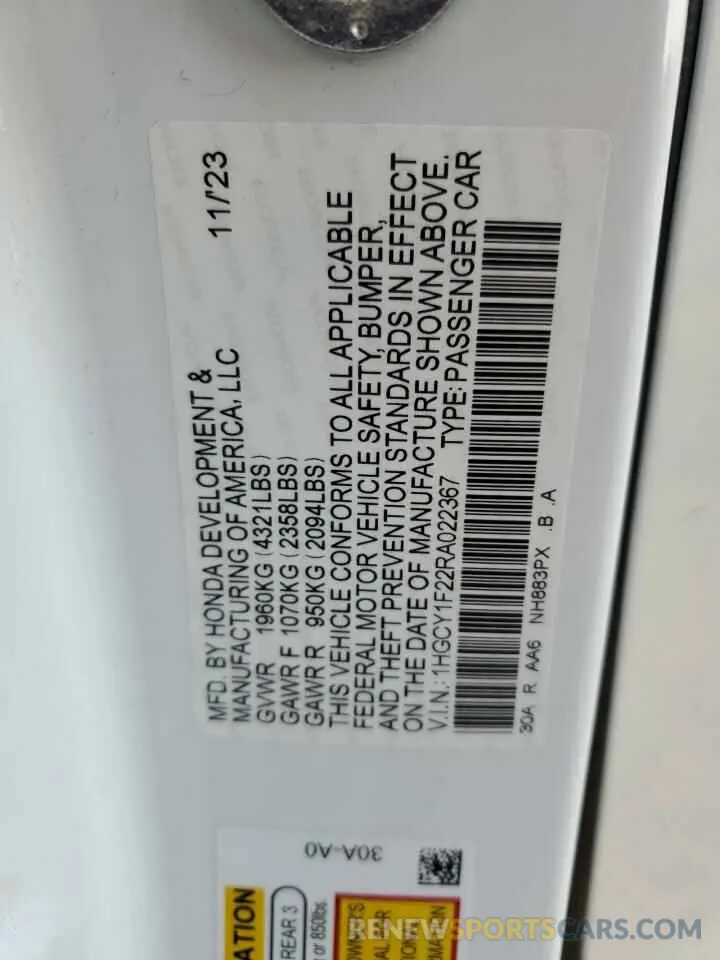 MFD. BY HONDA DEVELOPMENT &
MANUFACTURING OF AMERICA, LLC 11/'23
GVWR 1960KG (4321LBS)
GAWR F 1070KG (2358LBS)
GAWR R 950KG (2094LBS)
THIS VEHICLE CONFORMS TO ALL APPLICABLE
FEDERAL MOTOR VEHICLE SAFETY, BUMPER,
AND THEFT PREVENTION STANDARDS IN EFFECT
ON THE DATE OF MANUFACTURE SHOWN ABOVE.
V.I.N.: 1HGCY1F22RA022367 TYPE: PASSENGER CAR
30A R AA6 NH883PX .B .A
30A-A0
ATION
REAR 3
or 850lbs.
RENEWSPORTSCARS.COM